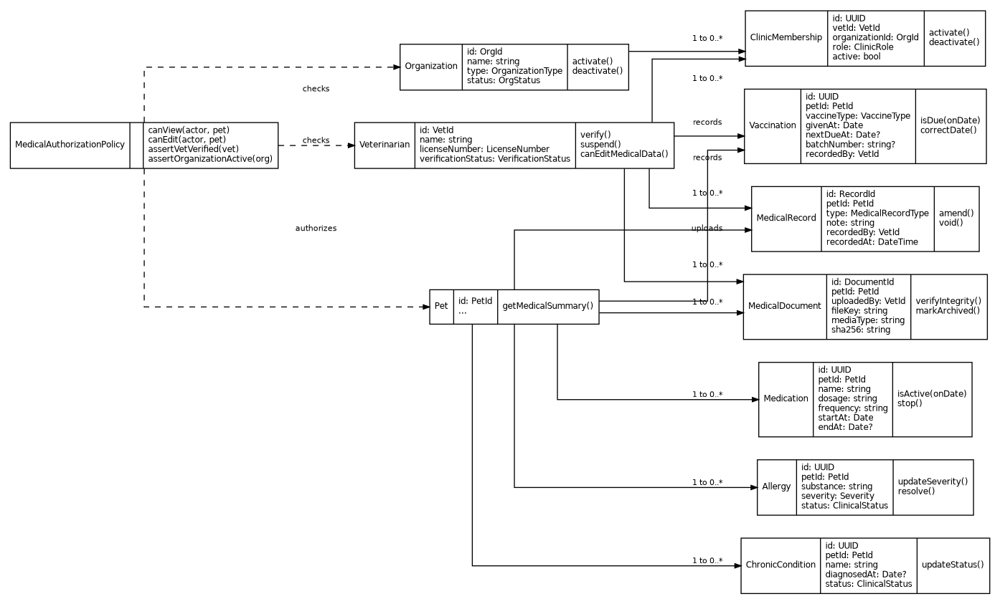 MedicalAuthorizationPolicy
canView(actor, pet)
canEdit(actor, pet)
assertVetVerified(vet)
assertOrganizationActive(org)
checks
checks
authorizes
Organization
id: OrgId
name: string
type: OrganizationType
status: OrgStatus
activate()
deactivate()
Veterinarian
id: VetId
name: string
licenseNumber: LicenseNumber
verificationStatus: VerificationStatus
verify()
suspend()
canEditMedicalData()
Pet
id: PetId
...
getMedicalSummary()
1 to 0..*
1 to 0..*
records
records
1 to 0..*
uploads
1 to 0..*
1 to 0..*
1 to 0..*
1 to 0..*
1 to 0..*
ClinicMembership
id: UUID
vetId: VetId
organizationId: OrgId
role: ClinicRole
active: bool
activate()
deactivate()
Vaccination
id: UUID
petId: PetId
vaccineType: VaccineType
givenAt: Date
nextDueAt: Date?
batchNumber: string?
recordedBy: VetId
isDue(onDate)
correctDate()
MedicalRecord
id: RecordId
petId: PetId
type: MedicalRecordType
note: string
recordedBy: VetId
recordedAt: DateTime
amend()
void()
MedicalDocument
id: DocumentId
petId: PetId
uploadedBy: VetId
fileKey: string
mediaType: string
sha256: string
verifyIntegrity()
markArchived()
Medication
id: UUID
petId: PetId
name: string
dosage: string
frequency: string
startAt: Date
endAt: Date?
isActive(onDate)
stop()
Allergy
id: UUID
petId: PetId
substance: string
severity: Severity
status: ClinicalStatus
updateSeverity()
resolve()
ChronicCondition
id: UUID
petId: PetId
name: string
diagnosedAt: Date?
status: ClinicalStatus
updateStatus()